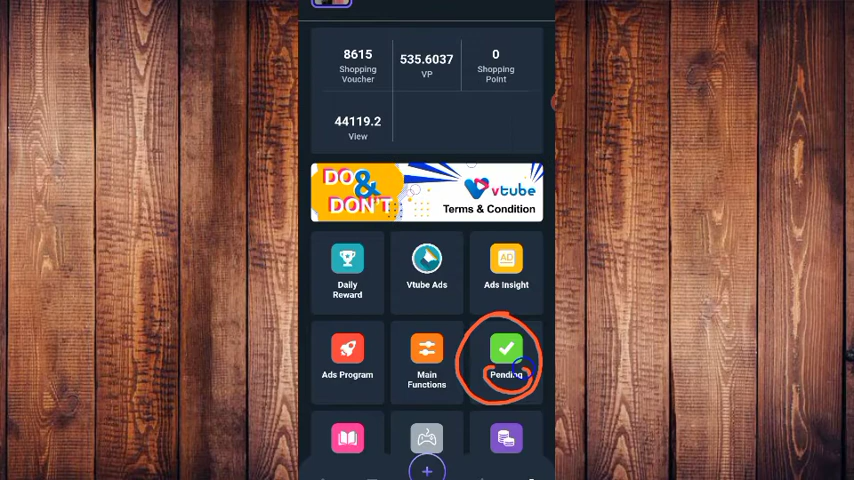 8615
Shopping
Voucher
535.6037
VP
0
Shopping
Point
44119.2
View
DO
&
DON'T
vtube
Terms & Condition
Daily
Reward
Vtube Ads
AD
Ads Insight
Ads Program
Main
Functions
Pending